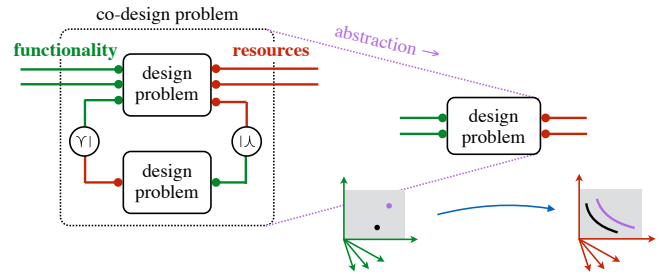 co-design problem
functionality
resources
abstraction →
design
problem
design
problem
design
problem
⋎|
|⋏